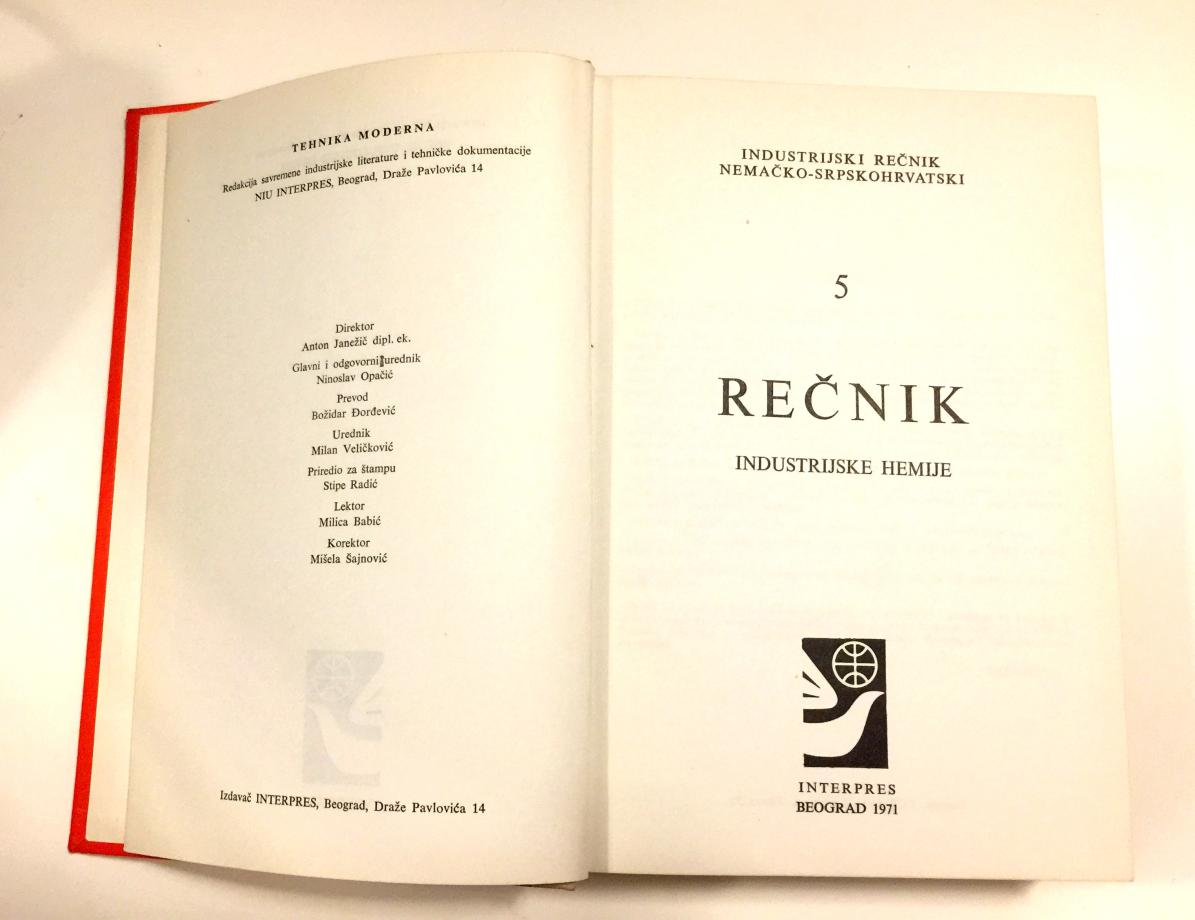 TEHNIKA MODERNA
Redakcija savremene industrijske literature i tehničke dokumentacije
NIU INTERPRES, Beograd, Draže Pavlovića 14
Direktor
Anton Janežič dipl. ek.
Glavni i odgovorni urednik
Ninoslav Opačić
Prevod
Božidar Đorđević
Urednik
Milan Veličković
Priredio za štampu
Stipe Radić
Lektor
Milica Babić
Korektor
Mišela Šajnović
Izdavač INTERPRES, Beograd, Draže Pavlovića 14
INDUSTRIJSKI REČNIK
NEMAČKO-SRPSKOHRVATSKI
5
REČNIK
INDUSTRIJSKE HEMIJE
INTERPRES
BEOGRAD 1971